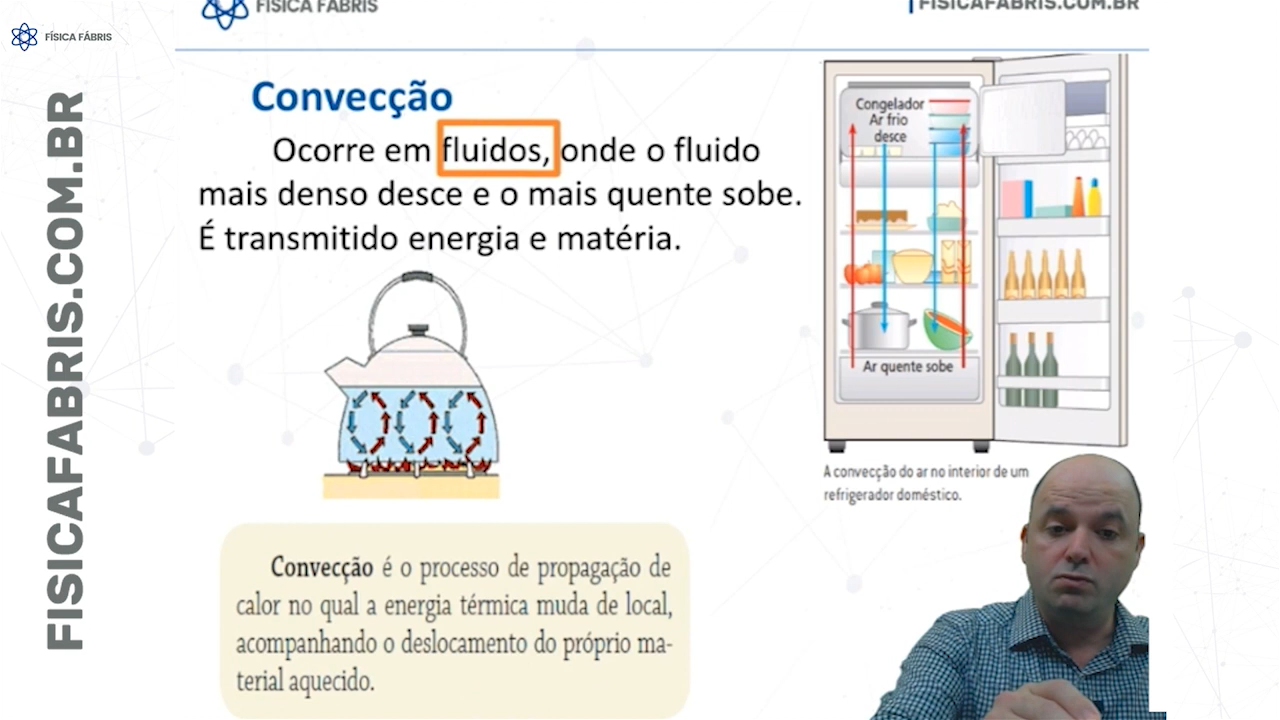 FÍSICA FÁBRIS
FISICAFABRIS.COM.BR
FÍSICA FÁBRIS
FISICAFABRIS.COM.BR
Convecção
Ocorre em fluidos, onde o fluido
mais denso desce e o mais quente sobe.
É transmitido energia e matéria.
Congelador
Ar frio
desce
Ar quente sobe
A convecção do ar no interior de um
refrigerador doméstico.
Convecção é o processo de propagação de
calor no qual a energia térmica muda de local,
acompanhando o deslocamento do próprio ma-
terial aquecido.